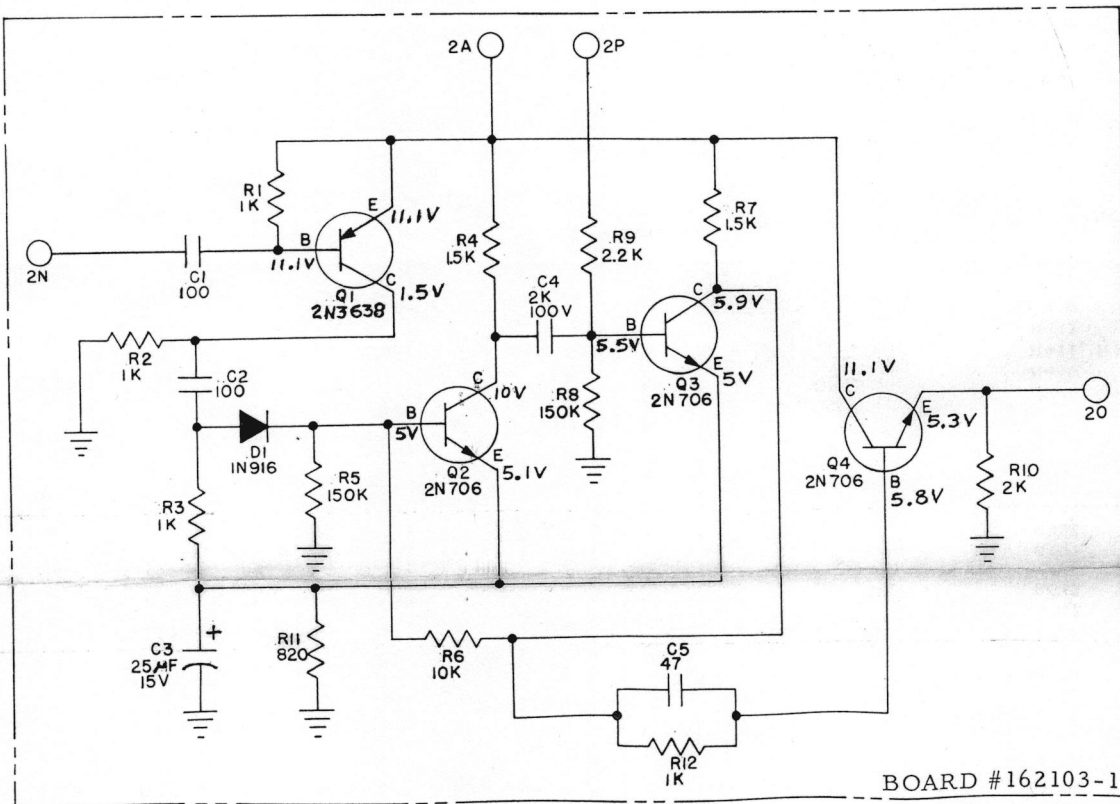 2A
2P
R1
1K
E
11.1V
B
11.1V
2N
C1
100
C
1.5V
Q1
2N3638
R4
1.5K
C4
2K
100V
R9
2.2K
R7
1.5K
C
5.9V
B
5.5V
E
5V
Q3
2N706
R2
1K
C2
100
D1
1N916
C
10V
B
5V
E
5.1V
Q2
2N706
R8
150K
R5
150K
R3
1K
11.1V
C
E
5.3V
2O
Q4
2N706
B
5.8V
R10
2K
+
C3
25µF
15V
R11
820
R6
10K
C5
47
R12
1K
BOARD #162103-1